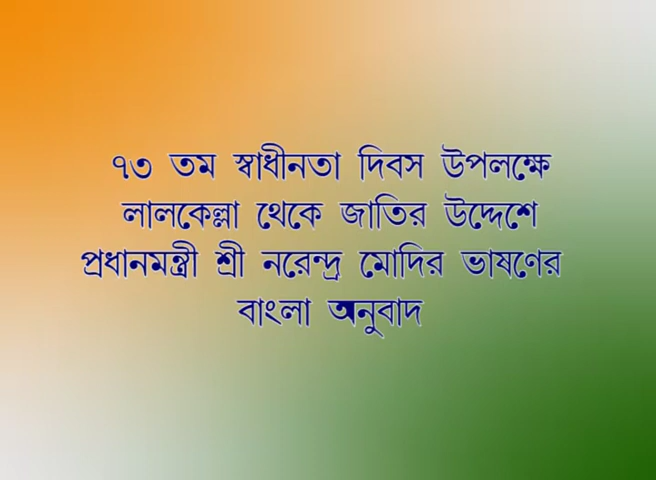 ৭৩ তম স্বাধীনতা দিবস উপলক্ষে
লালকেল্লা থেকে জাতির উদ্দেশে
প্রধানমন্ত্রী শ্রী নরেন্দ্র মোদির ভাষণের
বাংলা অনুবাদ